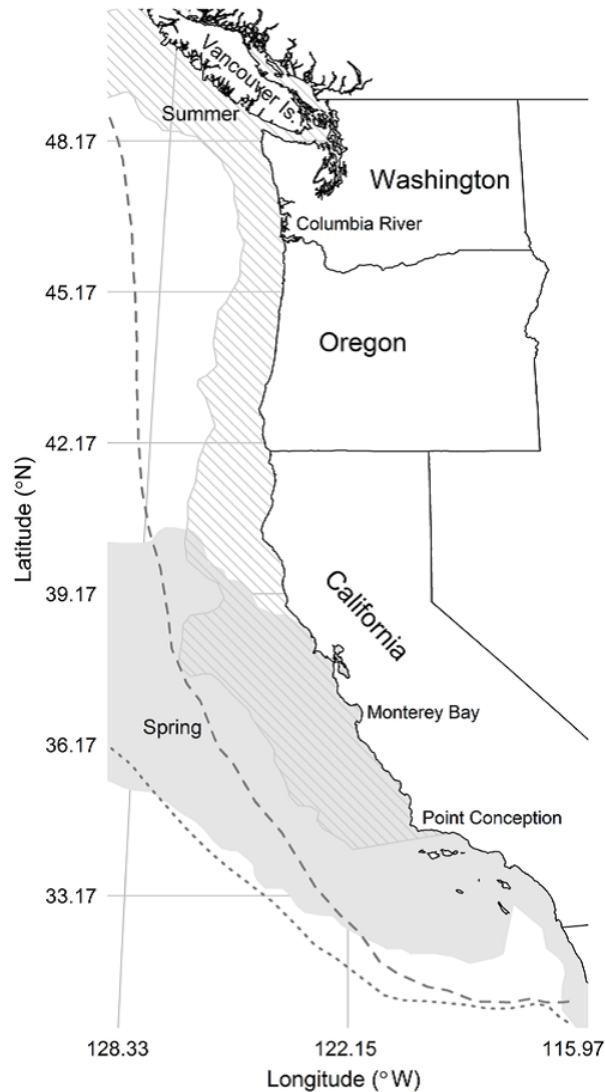 Vancouver Is.
Summer
48.17
Washington
Columbia River
45.17
Oregon
42.17
Latitude (°N)
39.17
California
Monterey Bay
Spring
36.17
Point Conception
33.17
128.33
122.15
115.97
Longitude (°W)